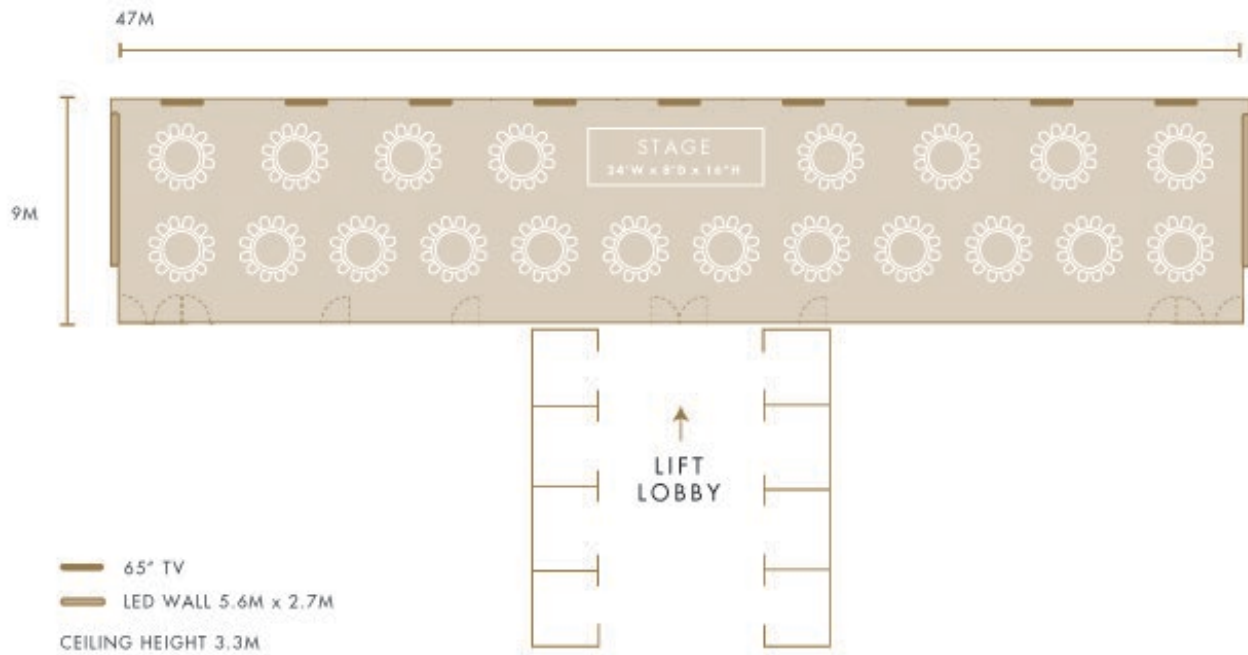 47M
STAGE
24'W x 8'D x 16"H
9M
LIFT
LOBBY
65" TV
LED WALL 5.6M x 2.7M
CEILING HEIGHT 3.3M